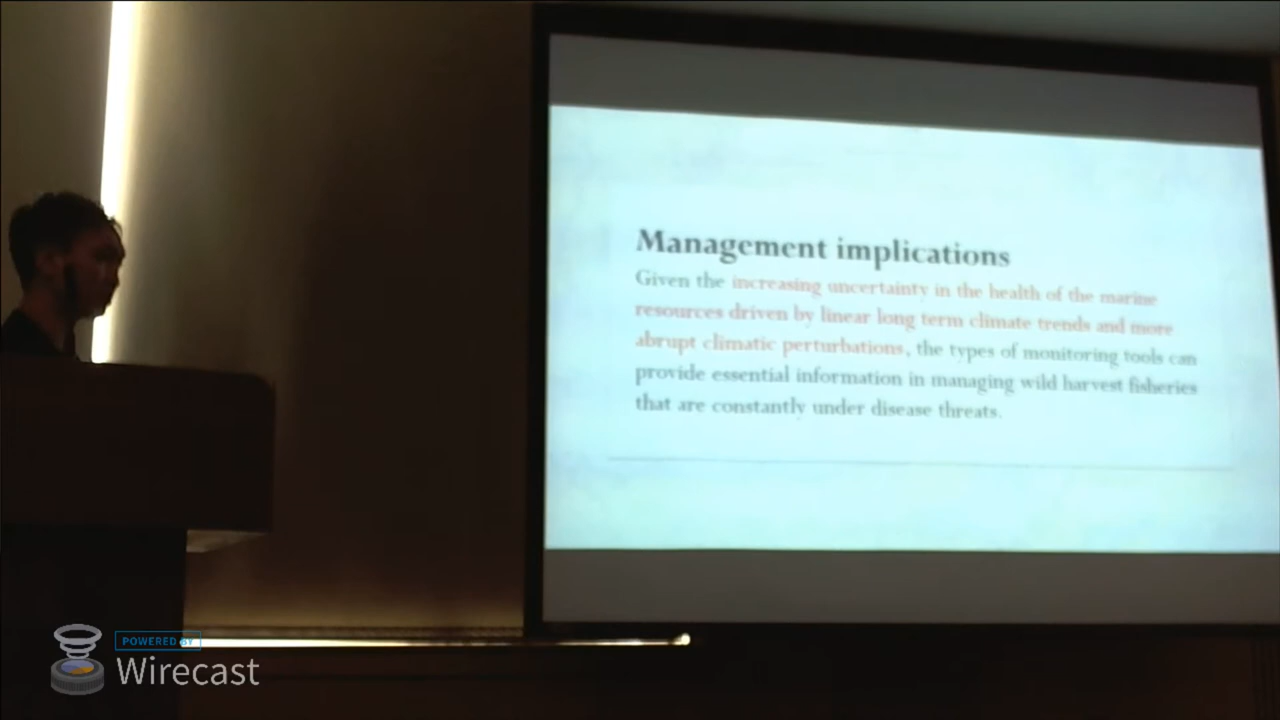 Management implications
Given the increasing uncertainty in the health of the marine
resources driven by linear long term climate trends and more
abrupt climatic perturbations, the types of monitoring tools can
provide essential information in managing wild harvest fisheries
that are constantly under disease threats.
POWERED BY
Wirecast